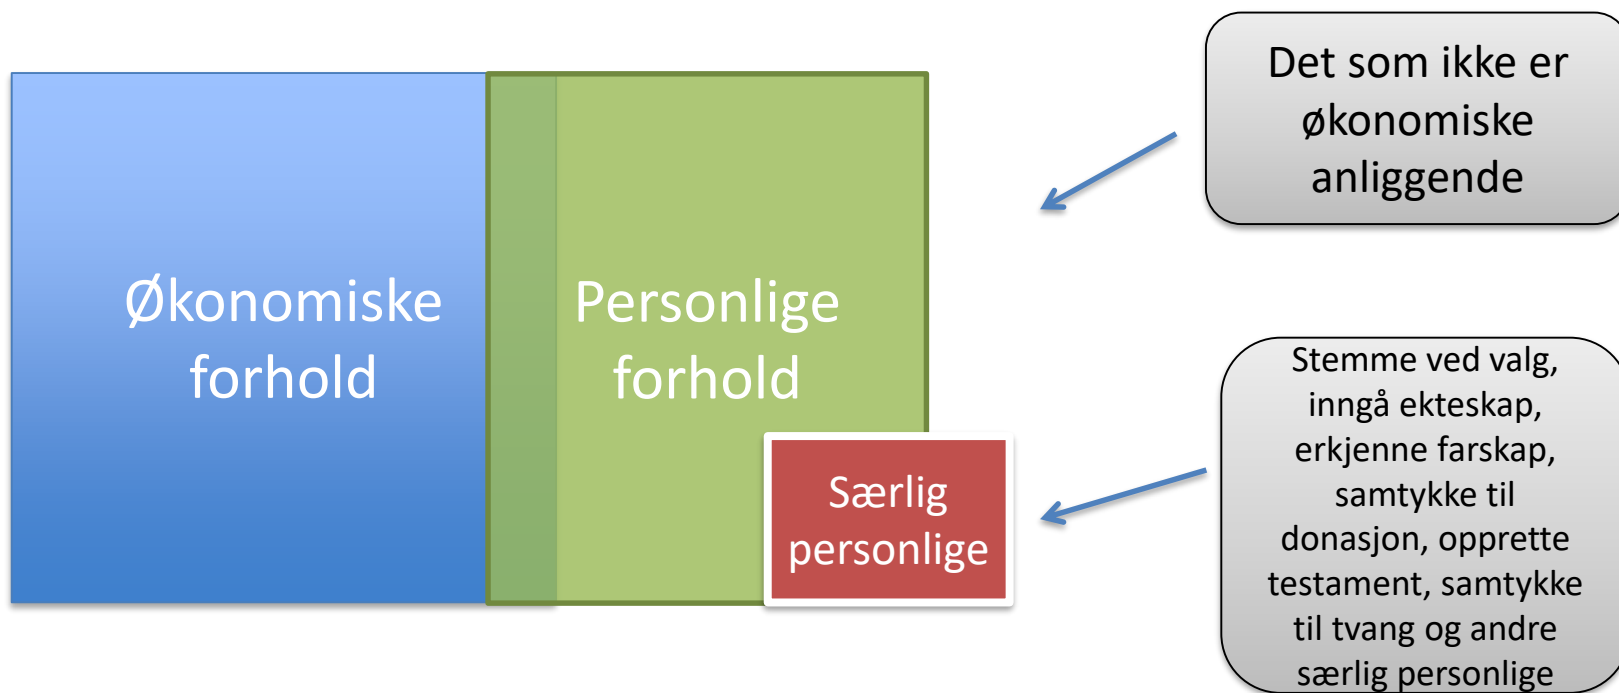 Økonomiske
forhold
Personlige
forhold
Særlig
personlige
Det som ikke er
økonomiske
anliggende
Stemme ved valg,
inngå ekteskap,
erkjenne farskap,
samtykke til
donasjon, opprette
testament, samtykke
til tvang og andre
særlig personlige